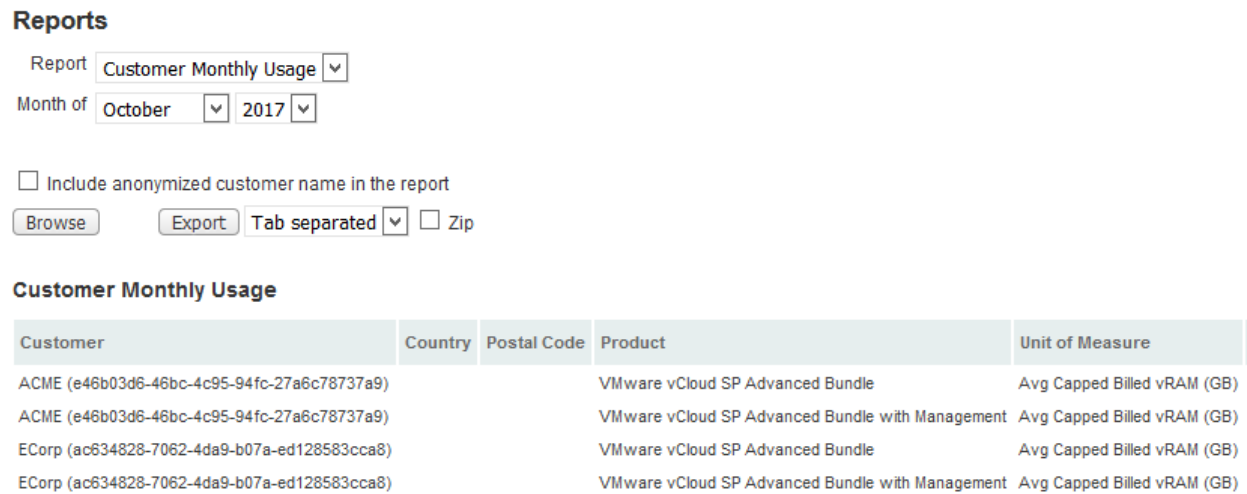 Reports
Report Customer Monthly Usage
Month of October 2017
Include anonymized customer name in the report
Browse Export Tab separated Zip
Customer Monthly Usage
Customer Country Postal Code Product Unit of Measure
ACME (e46b03d6-46bc-4c95-94fc-27a6c78737a9) VMware vCloud SP Advanced Bundle Avg Capped Billed vRAM (GB)
ACME (e46b03d6-46bc-4c95-94fc-27a6c78737a9) VMware vCloud SP Advanced Bundle with Management Avg Capped Billed vRAM (GB)
ECorp (ac634828-7062-4da9-b07a-ed128583cca8) VMware vCloud SP Advanced Bundle Avg Capped Billed vRAM (GB)
ECorp (ac634828-7062-4da9-b07a-ed128583cca8) VMware vCloud SP Advanced Bundle with Management Avg Capped Billed vRAM (GB)